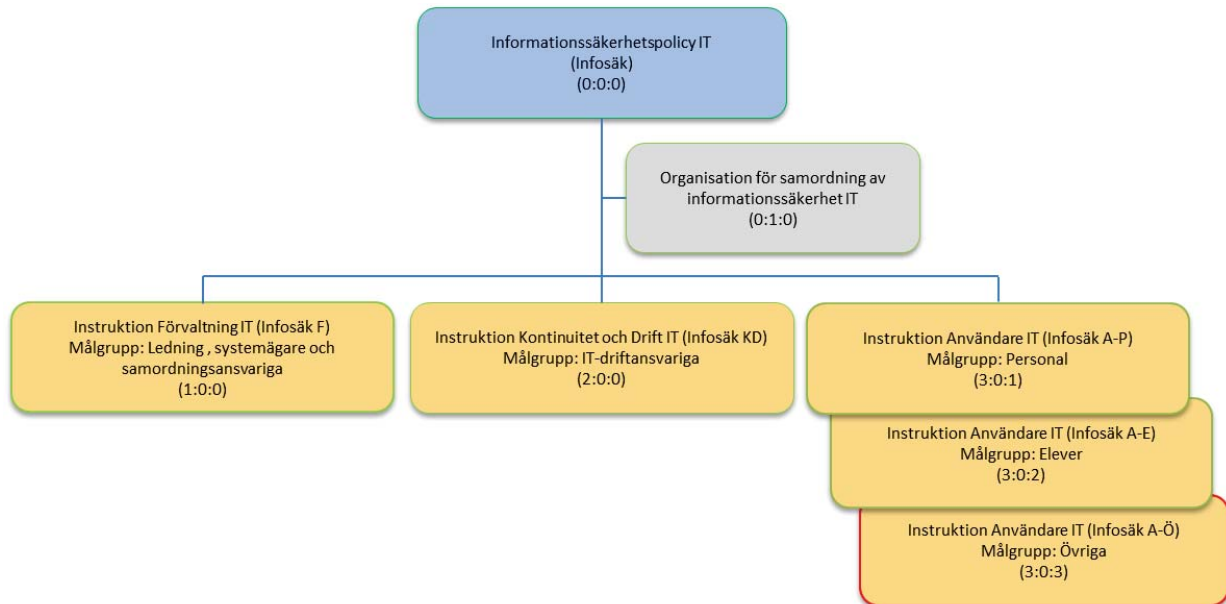 Informationssäkerhetspolicy IT
(Infosäk)
(0:0:0)
Organisation för samordning av
informationssäkerhet IT
(0:1:0)
Instruktion Förvaltning IT (Infosäk F)
Målgrupp: Ledning , systemägare och
samordningsansvariga
(1:0:0)
Instruktion Kontinuitet och Drift IT (Infosäk KD)
Målgrupp: IT-driftansvariga
(2:0:0)
Instruktion Användare IT (Infosäk A-P)
Målgrupp: Personal
(3:0:1)
Instruktion Användare IT (Infosäk A-E)
Målgrupp: Elever
(3:0:2)
Instruktion Användare IT (Infosäk A-Ö)
Målgrupp: Övriga
(3:0:3)